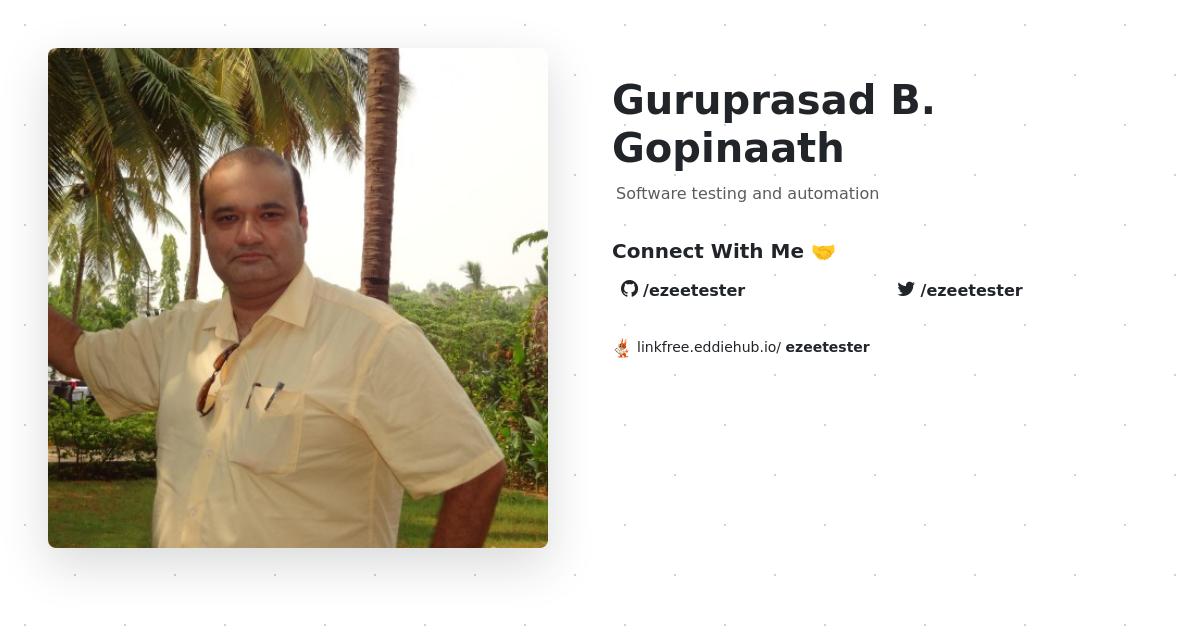 Guruprasad B.
Gopinaath
Software testing and automation
Connect With Me 🤝
/ezeetester
/ezeetester
linkfree.eddiehub.io/ ezeetester